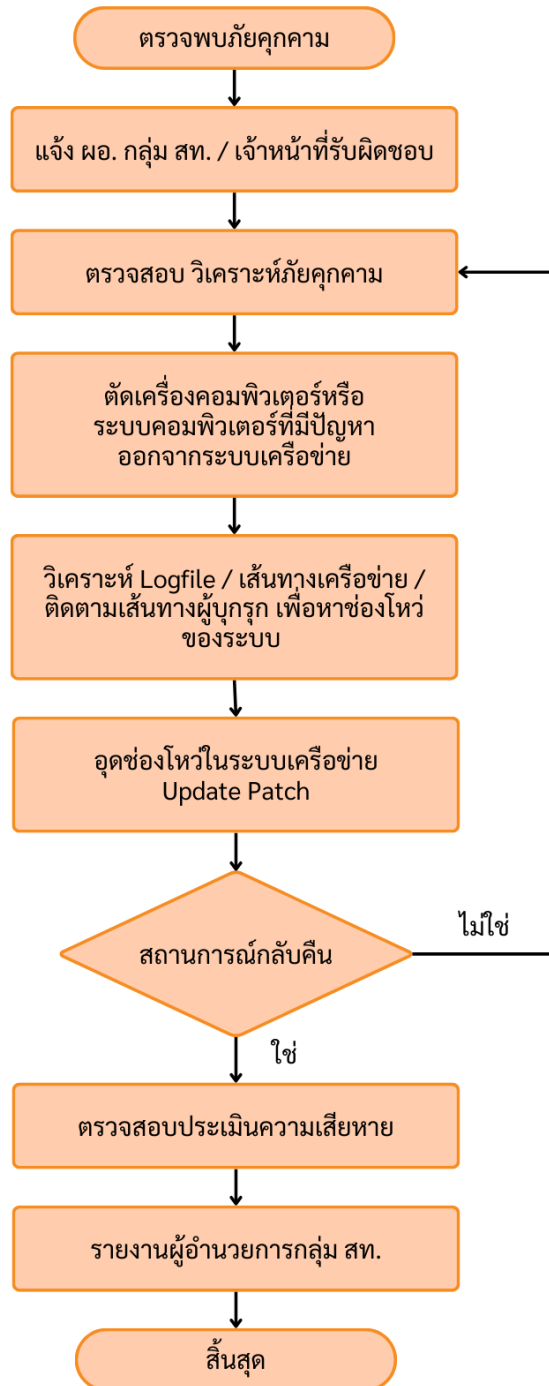 ตรวจพบภัยคุกคาม
แจ้ง ผอ. กลุ่ม สท. / เจ้าหน้าที่รับผิดชอบ
ตรวจสอบ วิเคราะห์ภัยคุกคาม
ตัดเครื่องคอมพิวเตอร์หรือ
ระบบคอมพิวเตอร์ที่มีปัญหา
ออกจากระบบเครือข่าย
วิเคราะห์ Logfile / เส้นทางเครือข่าย /
ติดตามเส้นทางผู้บุกรุก เพื่อหาช่องโหว่
ของระบบ
อุดช่องโหว่ในระบบเครือข่าย
Update Patch
สถานการณ์กลับคืน
ไม่ใช่
ใช่
ตรวจสอบประเมินความเสียหาย
รายงานผู้อำนวยการกลุ่ม สท.
สิ้นสุด